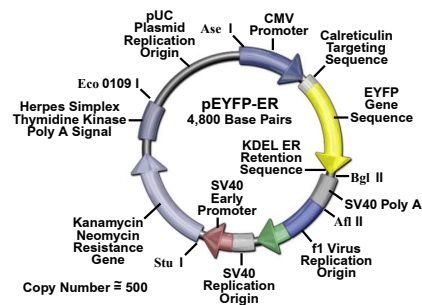 pUC
Plasmid
Replication
Origin
Ase I
CMV
Promoter
Calreticulin
Targeting
Sequence
EYFP
Gene
Sequence
Eco 0109 I
Herpes Simplex
Thymidine Kinase
Poly A Signal
pEYFP-ER
4,800 Base Pairs
KDEL ER
Retention
Sequence
Bgl II
SV40 Poly A
Afl II
SV40
Early
Promoter
Kanamycin
Neomycin
Resistance
Gene
Stu I
f1 Virus
Replication
Origin
SV40
Replication
Origin
Copy Number ≅ 500